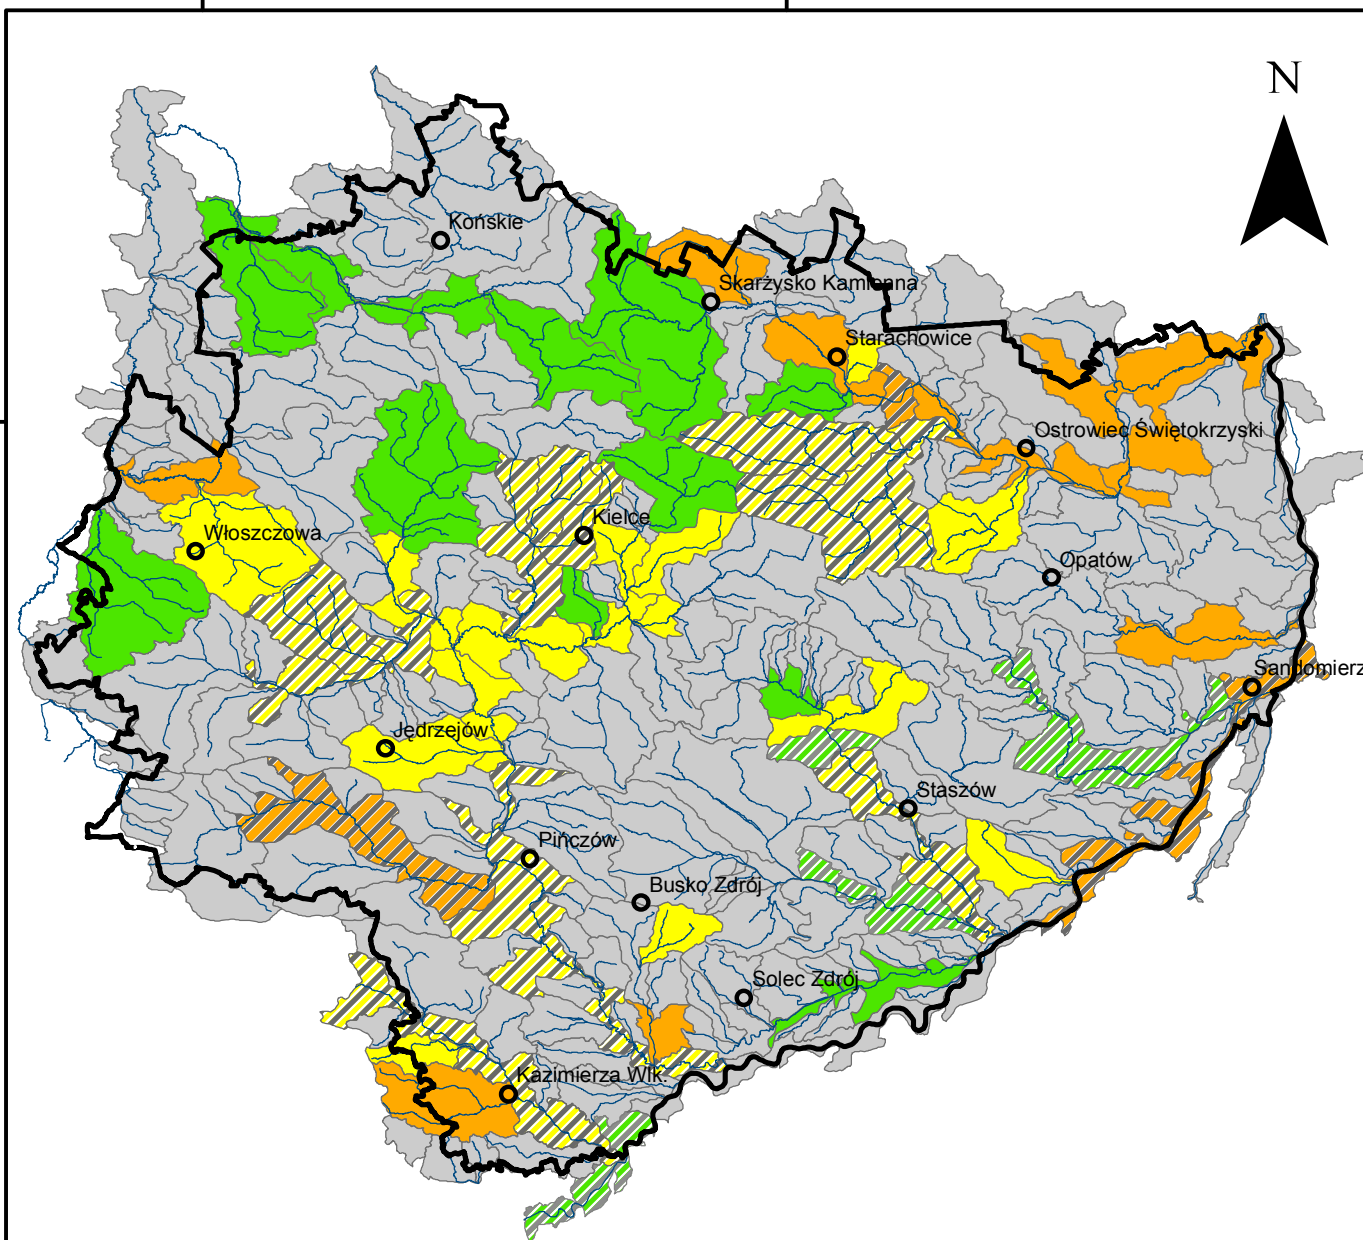 N
Końskie
Skarżysko Kamienna
Starachowice
Ostrowiec Świętokrzyski
Kielce
Włoszczowa
Opatów
Sandomierz
Jędrzejów
Staszów
Pińczów
Busko Zdrój
Solec Zdrój
Kazimierza Wlk.